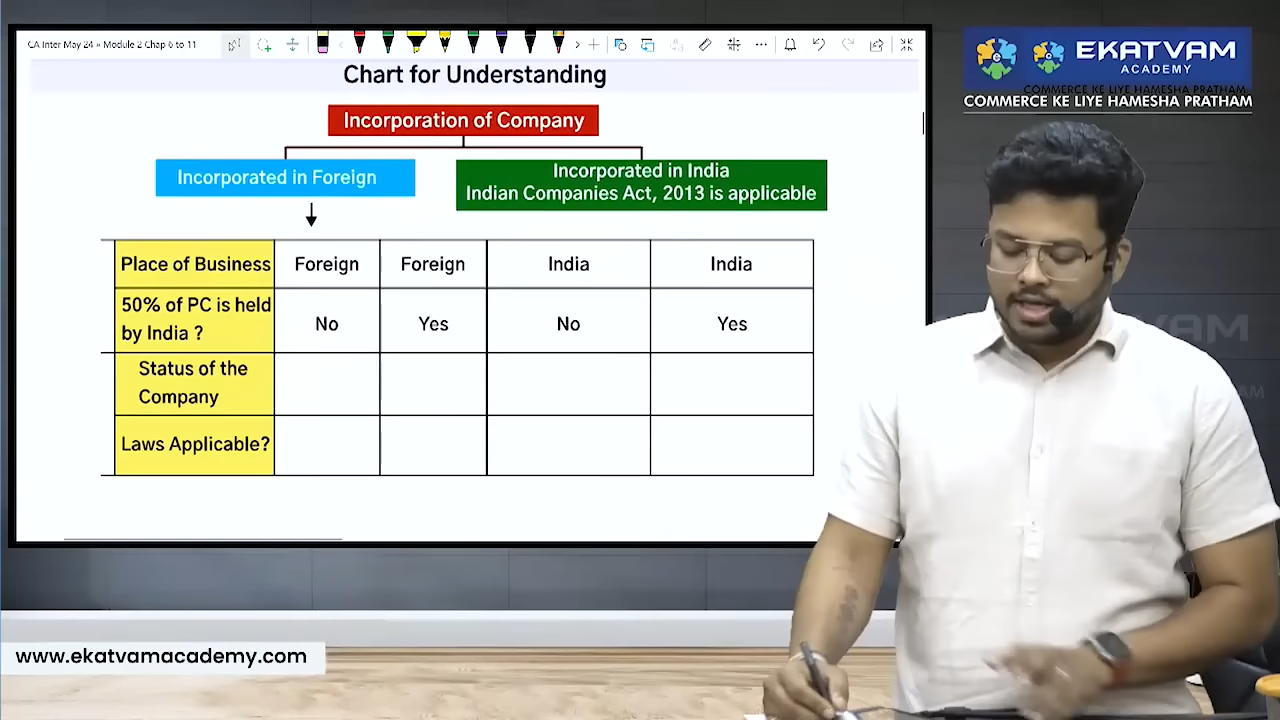 CA Inter May 24 » Module 2 Chap 6 to 11
Chart for Understanding
Incorporation of Company
Incorporated in Foreign
Incorporated in India
Indian Companies Act, 2013 is applicable
Place of Business Foreign Foreign India India
50% of PC is held
by India ? No Yes No Yes
Status of the
Company
Laws Applicable?
EKATVAM
ACADEMY
COMMERCE KE LIYE HAMESHA PRATHAM
COMMERCE KE LIYE HAMESHA PRATHAM
www.ekatvamacademy.com